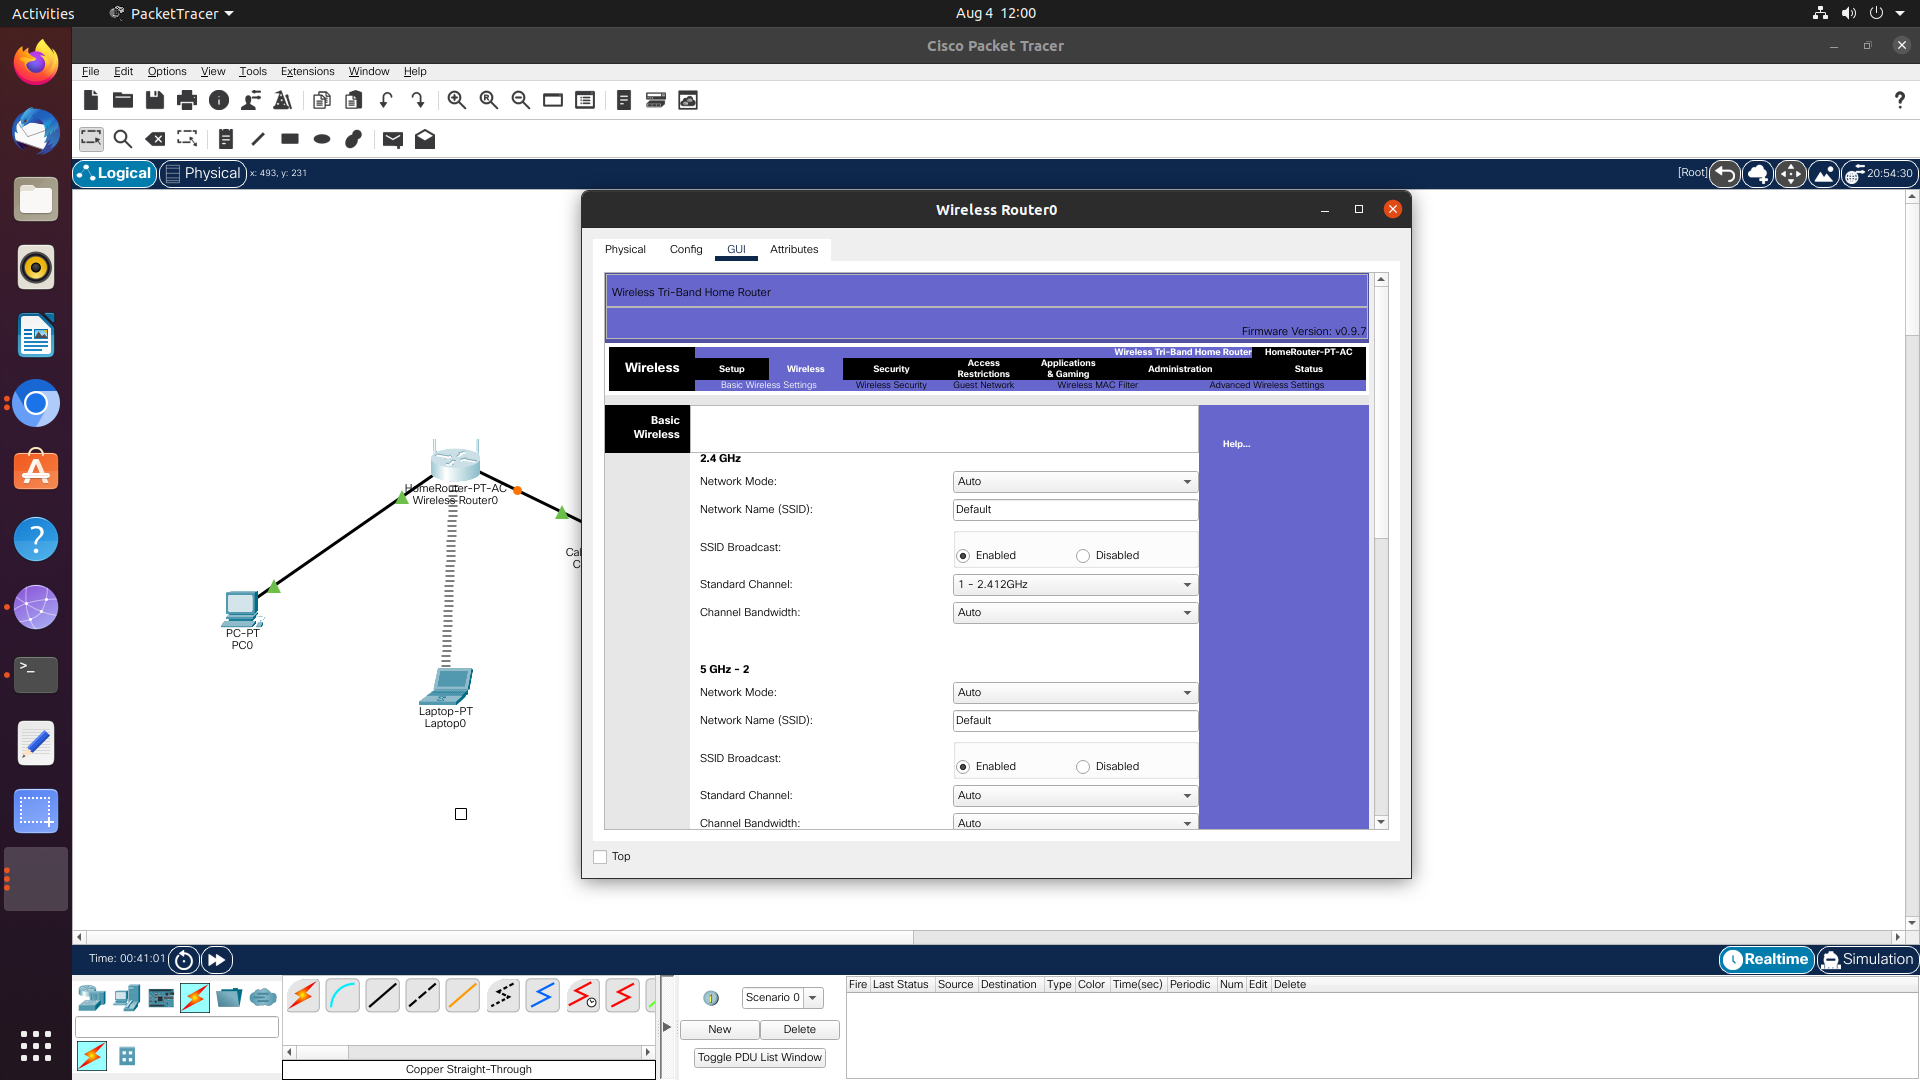 Activities
PacketTracer
Aug 4 12:00
Cisco Packet Tracer
File Edit Options View Tools Extensions Window Help
?
Logical
Physical
x: 493, y: 231
[Root]
20:54:30
Wireless Router0
Physical Config GUI Attributes
Wireless Tri-Band Home Router
Firmware Version: v0.9.7
Wireless Tri-Band Home Router HomeRouter-PT-AC
Wireless
Setup Wireless Security Access Restrictions Applications & Gaming Administration Status
Basic Wireless Settings Wireless Security Guest Network Wireless MAC Filter Advanced Wireless Settings
Basic
Wireless
Help...
2.4 GHz
Network Mode: Auto
Network Name (SSID): Default
SSID Broadcast: Enabled Disabled
Standard Channel: 1 - 2.412GHz
Channel Bandwidth: Auto
5 GHz - 2
Network Mode: Auto
Network Name (SSID): Default
SSID Broadcast: Enabled Disabled
Standard Channel: Auto
Channel Bandwidth: Auto
Top
HomeRouter-PT-AC
Wireless Router0
Cal
C
PC-PT
PC0
Laptop-PT
Laptop0
Time: 00:41:01
Realtime
Simulation
Scenario 0
New Delete
Toggle PDU List Window
Fire Last Status Source Destination Type Color Time(sec) Periodic Num Edit Delete
Copper Straight-Through